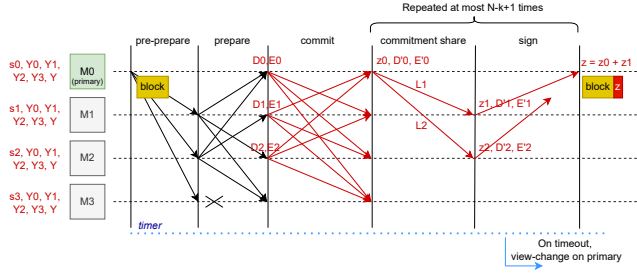 Repeated at most N-k+1 times
pre-prepare prepare commit commitment share sign
s0, Y0, Y1,
Y2, Y3, Y
M0
(primary)
block
D0,E0
z0, D'0, E'0
z = z0 + z1
block z
L1
s1, Y0, Y1,
Y2, Y3, Y
M1
D1,E1
z1, D'1, E'1
L2
s2, Y0, Y1,
Y2, Y3, Y
M2
D2,E2
z2, D'2, E'2
s3, Y0, Y1,
Y2, Y3, Y
M3
timer
On timeout,
view-change on primary